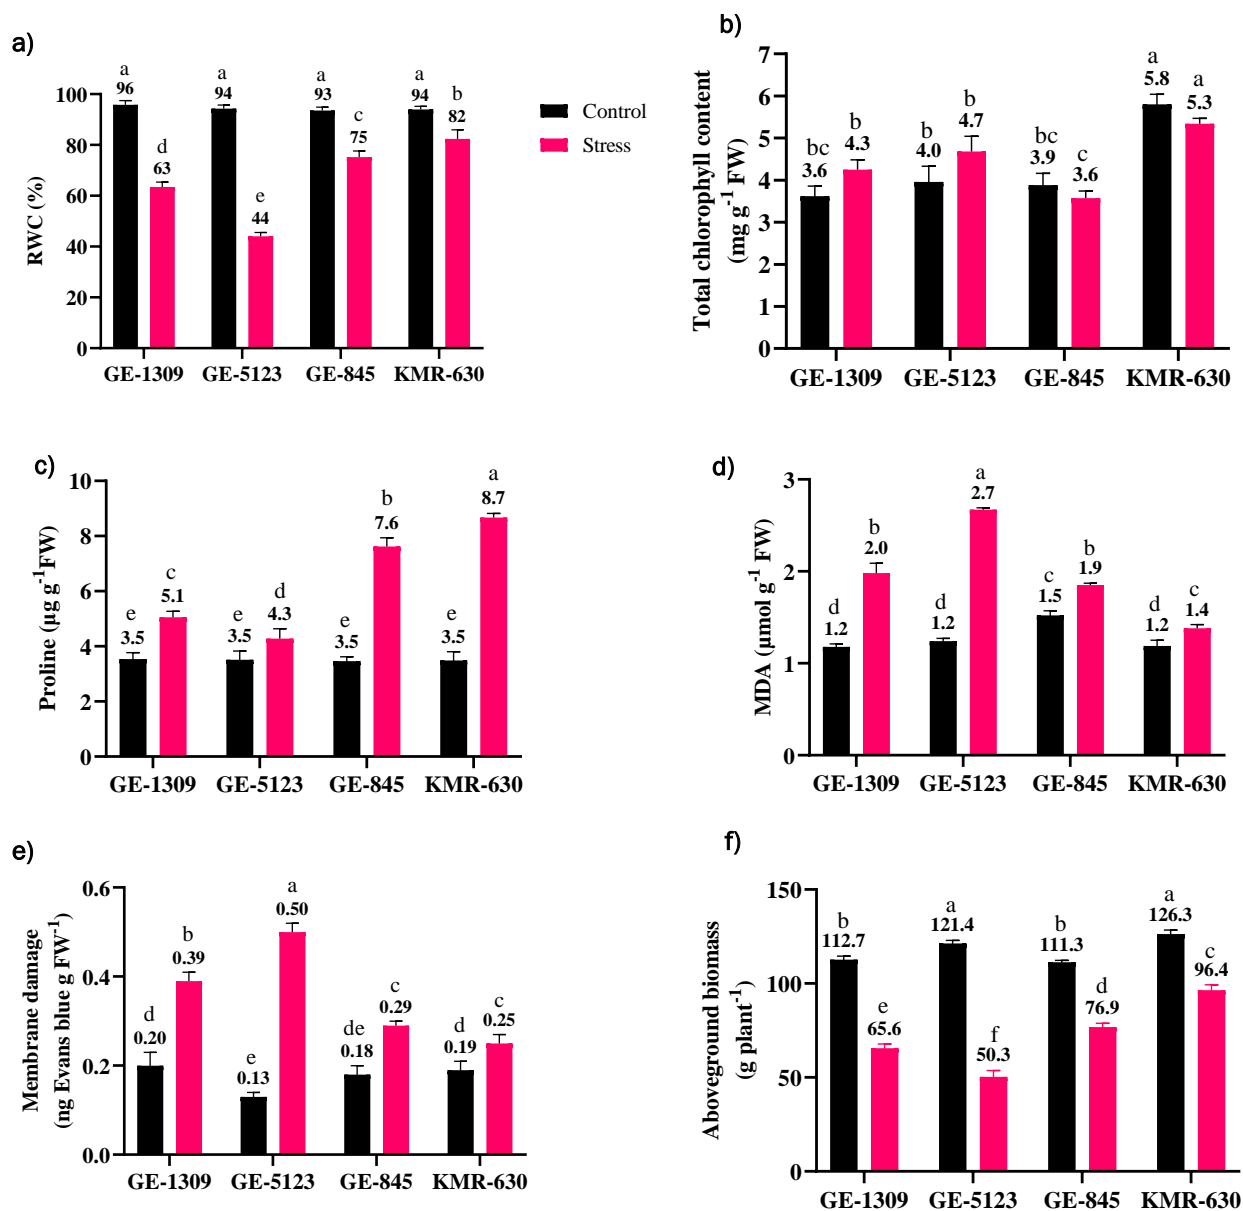 a)
a
96
a
94
a
93
a
94
b
82
c
75
d
63
e
44
100
80
60
40
20
0
RWC (%)
GE-1309
GE-5123
GE-845
KMR-630
Control
Stress
b)
7
6
5
4
3
2
1
0
Total chlorophyll content
(mg g-1 FW)
bc
3.6
b
4.3
b
4.0
b
4.7
bc
3.9
c
3.6
a
5.8
a
5.3
GE-1309
GE-5123
GE-845
KMR-630
c)
10
8
6
4
2
0
Proline (µg g-1FW)
e
3.5
c
5.1
e
3.5
d
4.3
e
3.5
b
7.6
e
3.5
a
8.7
GE-1309
GE-5123
GE-845
KMR-630
d)
3
2
1
0
MDA (µmol g-1 FW)
d
1.2
b
2.0
d
1.2
a
2.7
c
1.5
b
1.9
d
1.2
c
1.4
GE-1309
GE-5123
GE-845
KMR-630
e)
0.6
0.4
0.2
0.0
Membrane damage
(ng Evans blue g FW-1)
d
0.20
b
0.39
e
0.13
a
0.50
de
0.18
c
0.29
d
0.19
c
0.25
GE-1309
GE-5123
GE-845
KMR-630
f)
150
100
50
0
Aboveground biomass
(g plant-1)
b
112.7
e
65.6
a
121.4
f
50.3
b
111.3
d
76.9
a
126.3
c
96.4
GE-1309
GE-5123
GE-845
KMR-630